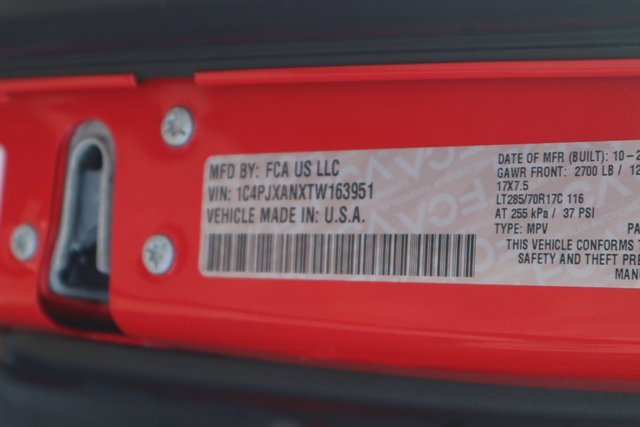 MFD BY: FCA US LLC
VIN: 1C4PJXANXTW163951
VEHICLE MADE IN: U.S.A.
DATE OF MFR (BUILT): 10-2
GAWR FRONT: 2700 LB / 12
17X7.5
LT285/70R17C 116
AT 255 kPa / 37 PSI
TYPE: MPV PA
THIS VEHICLE CONFORMS T
SAFETY AND THEFT PRE
MAN